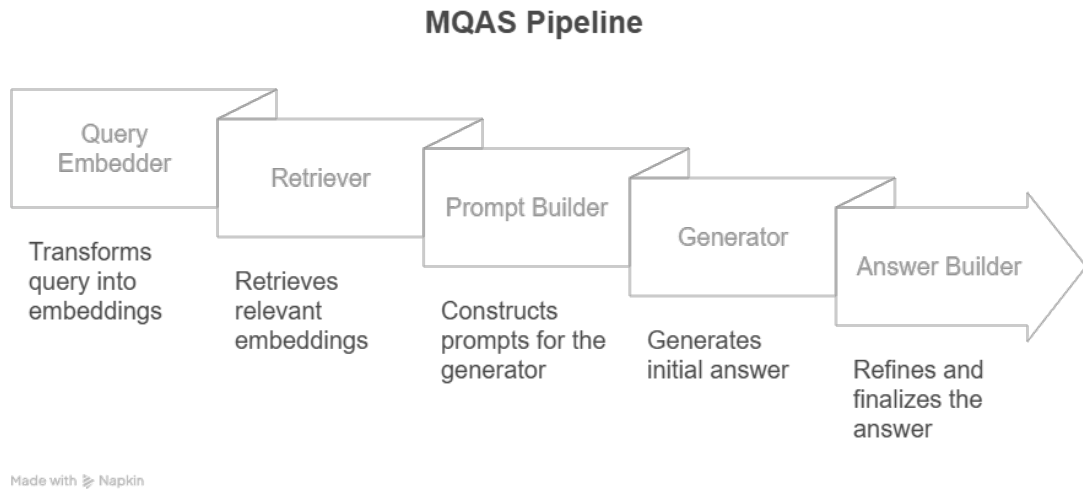 MQAS Pipeline
Query
Embedder
Transforms
query into
embeddings
Retriever
Retrieves
relevant
embeddings
Prompt Builder
Constructs
prompts for the
generator
Generator
Generates
initial answer
Answer Builder
Refines and
finalizes the
answer
Made with Napkin